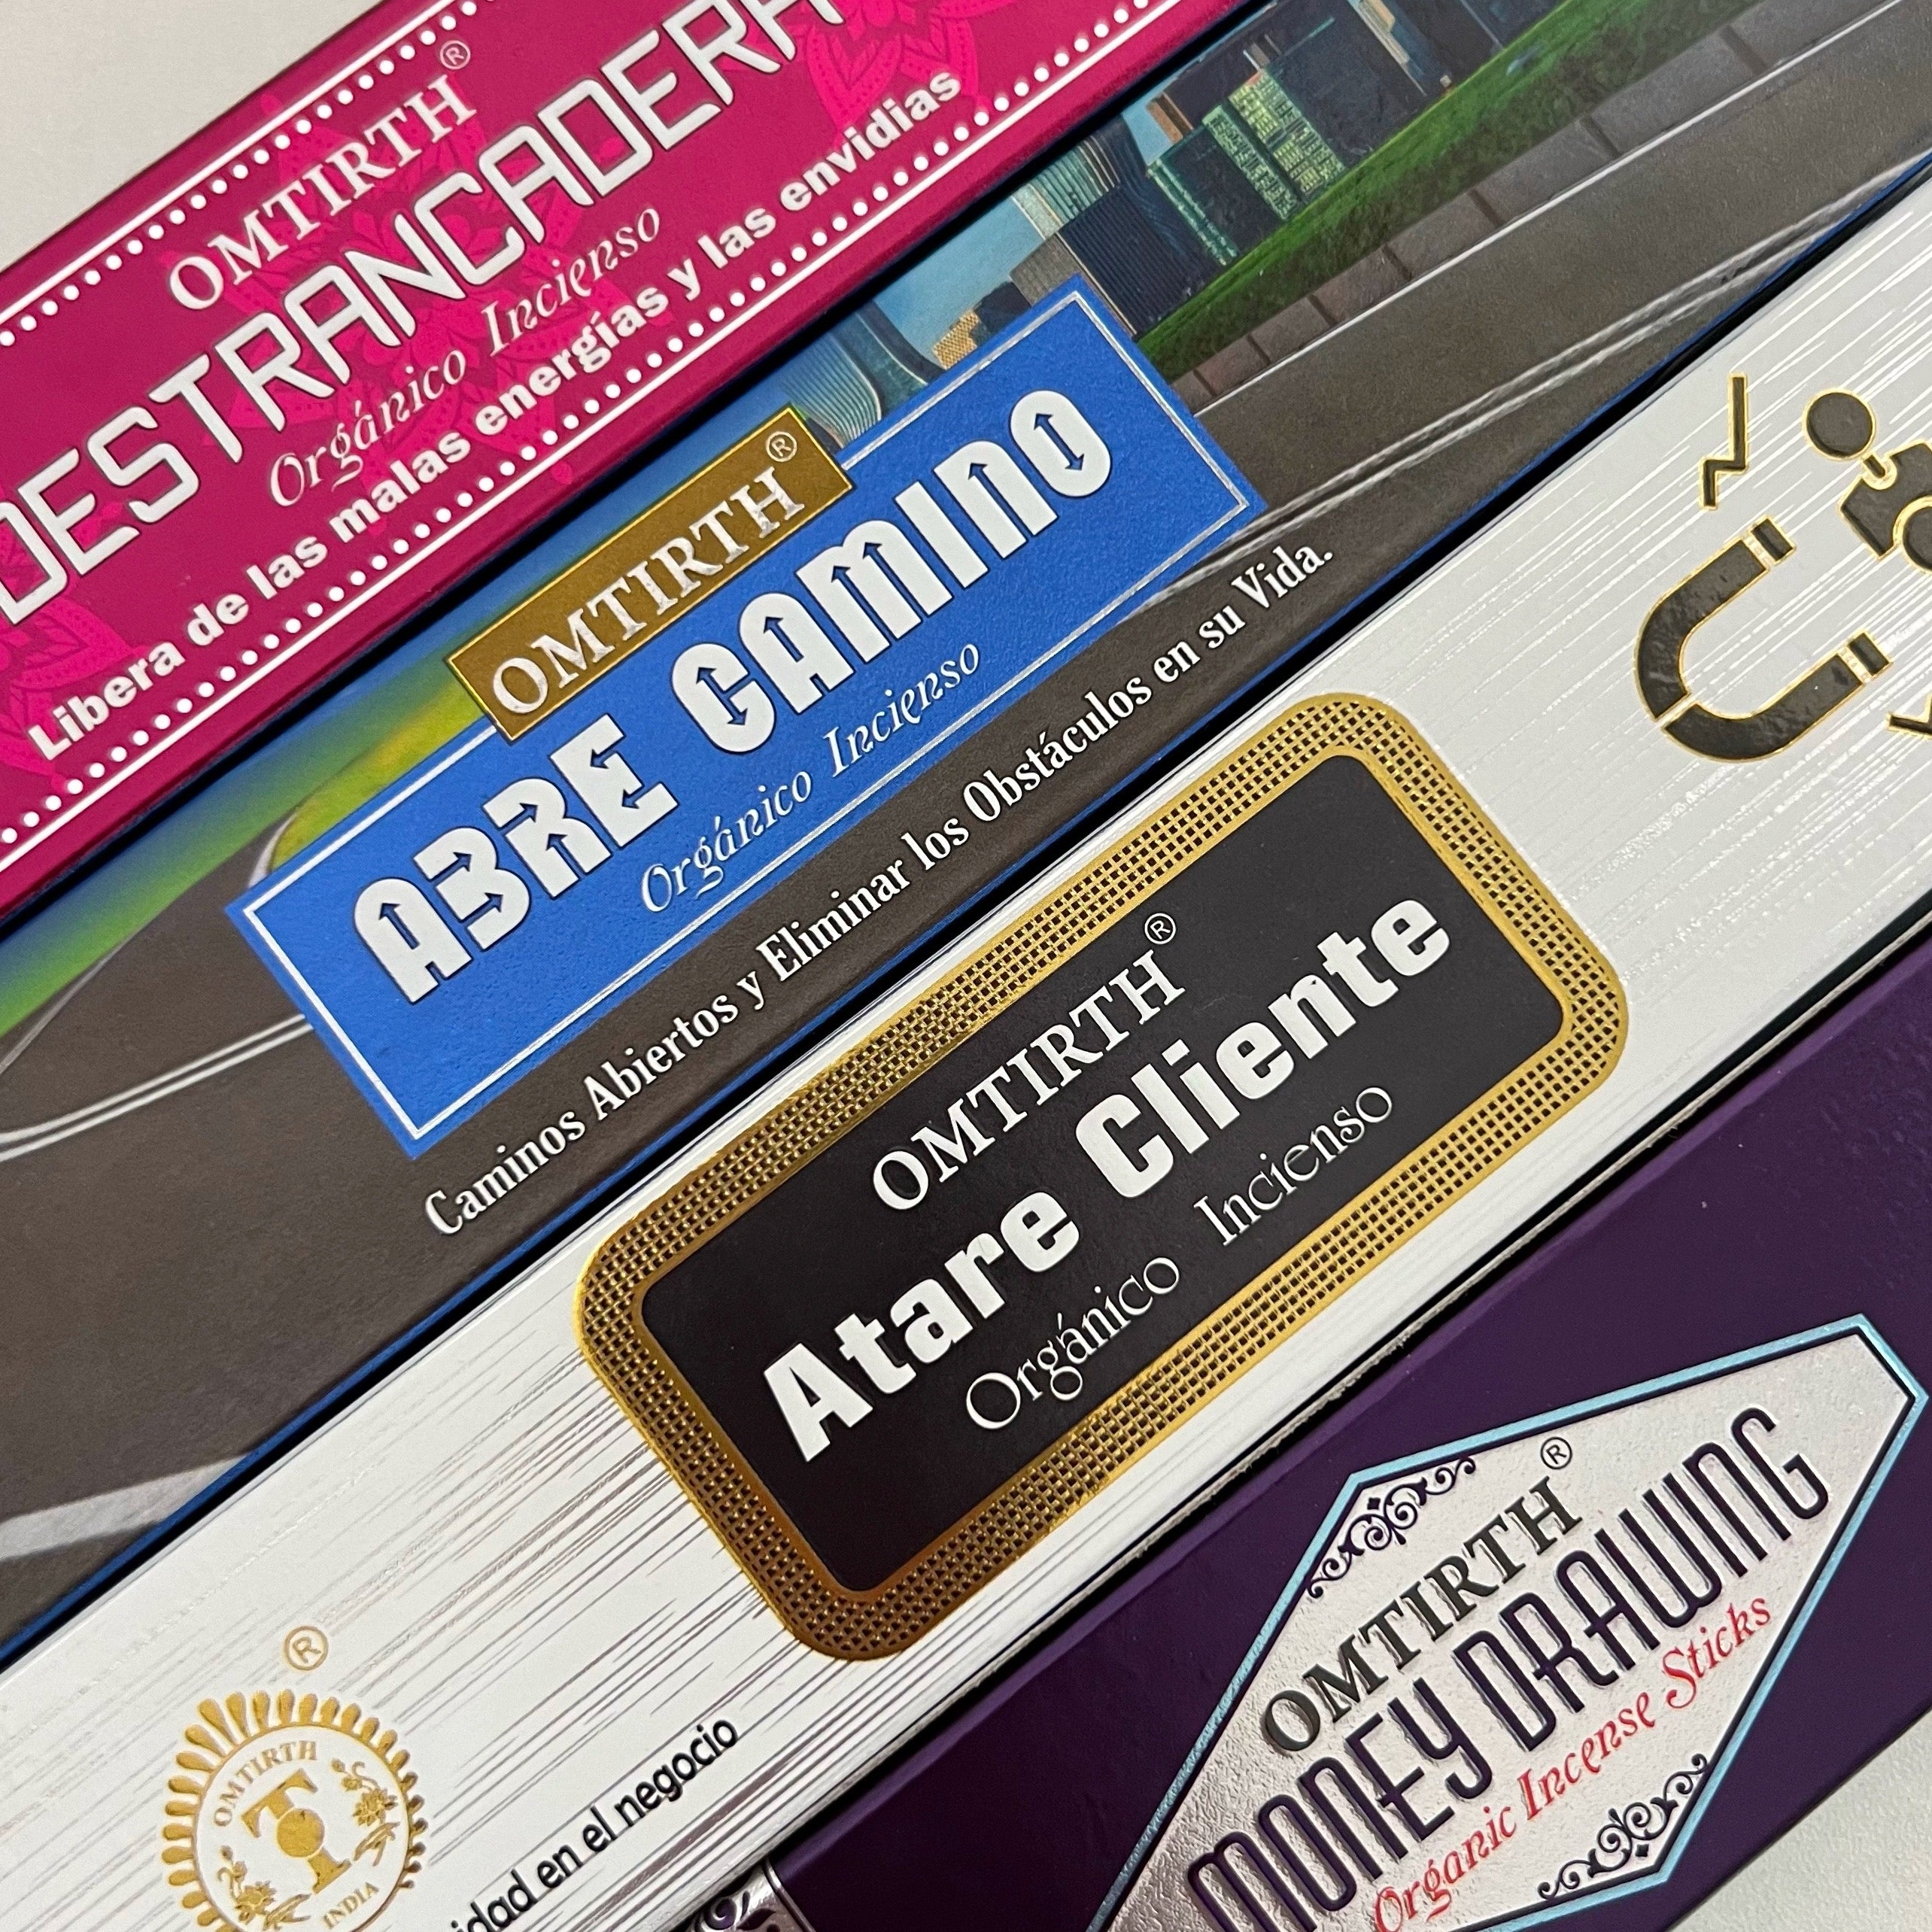 OMTIRTH®
DESTRANCADERA
Orgánico Incienso
Libera de las malas energías y las envidias
OMTIRTH®
ABRE CAMINO
Orgánico Incienso
Caminos Abiertos y Eliminar los Obstáculos en su Vida.
OMTIRTH®
Atare Cliente
Orgánico Incienso
®
OMTIRTH
T
INDIA
en el negocio
OMTIRTH®
MONEY DRAWING
Organic Incense Sticks